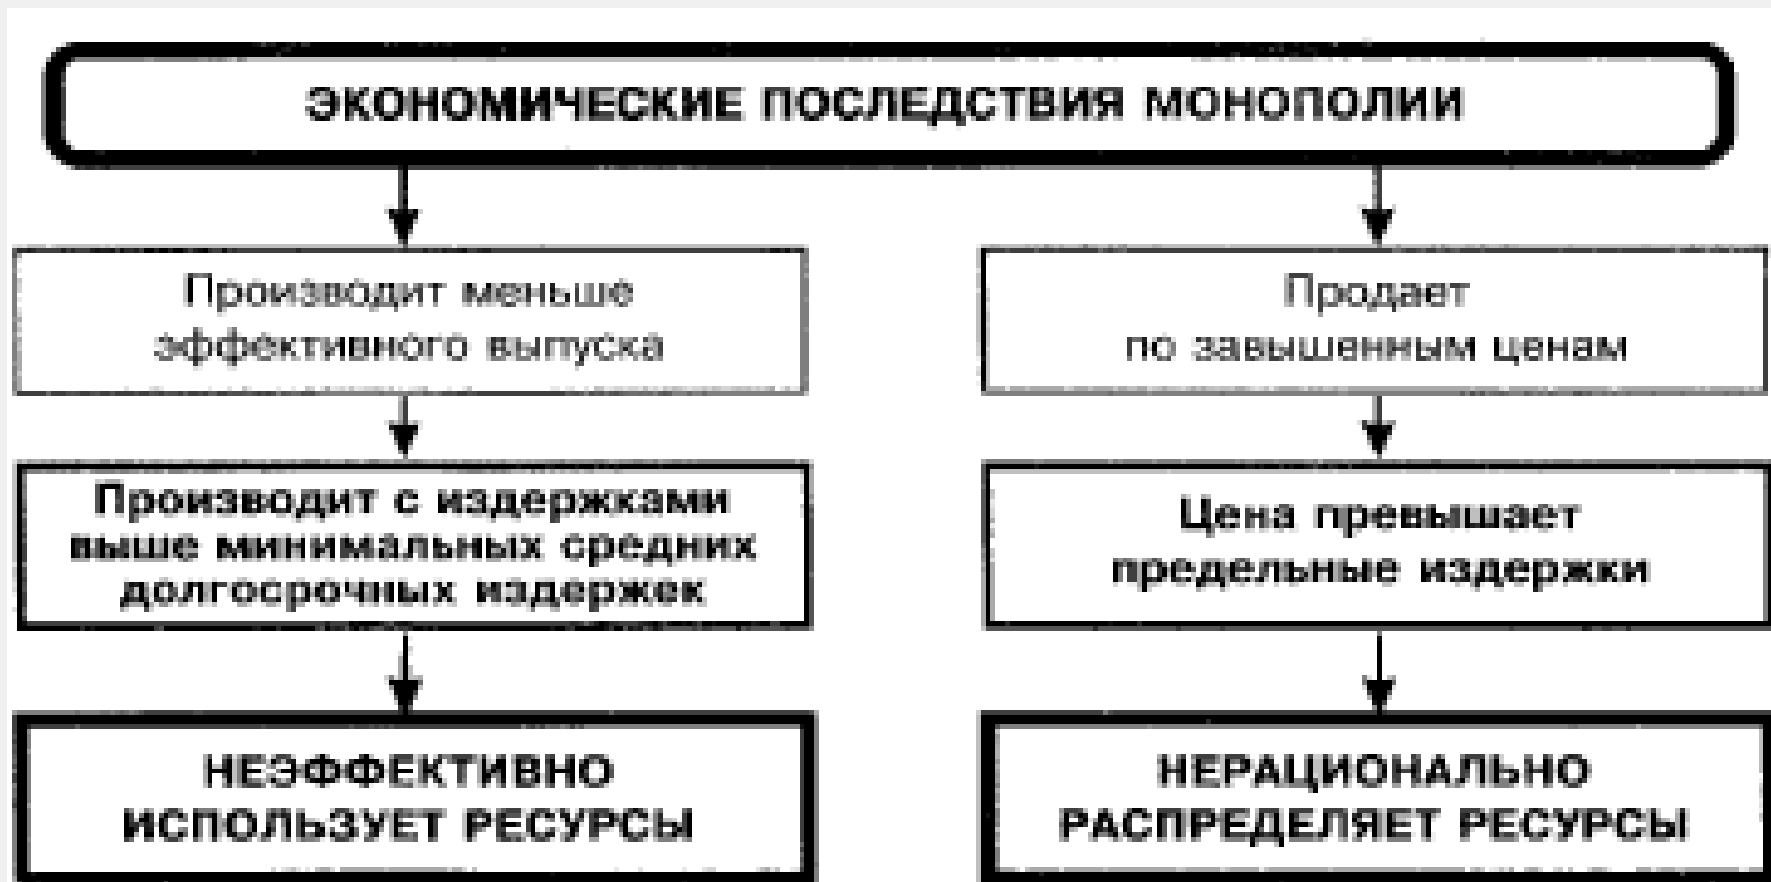 ЭКОНОМИЧЕСКИЕ ПОСЛЕДСТВИЯ МОНОПОЛИИ
Производит меньше
эффективного выпуска
Производит с издержками
выше минимальных средних
долгосрочных издержек
НЕЭФФЕКТИВНО
ИСПОЛЬЗУЕТ РЕСУРСЫ
Продает
по завышенным ценам
Цена превышает
предельные издержки
НЕРАЦИОНАЛЬНО
РАСПРЕДЕЛЯЕТ РЕСУРСЫ